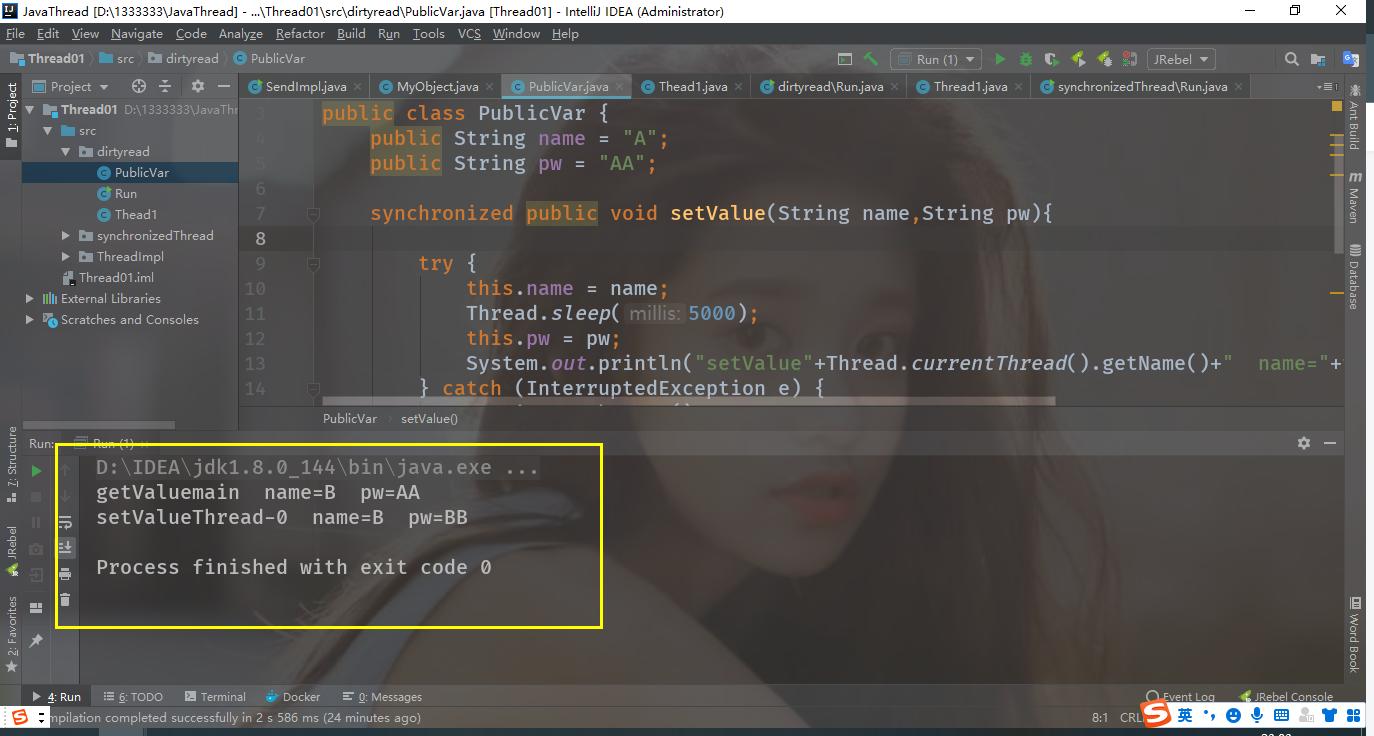 JavaThread [D:\1333333\JavaThread] - ...\Thread01\src\dirtyread\PublicVar.java [Thread01] - IntelliJ IDEA (Administrator)
File Edit View Navigate Code Analyze Refactor Build Run Tools VCS Window Help
Thread01 src dirtyread PublicVar Run (1) JRebel
1: Project
Project
SendImpl.java MyObject.java PublicVar.java Thead1.java dirtyread\Run.java Thread1.java synchronizedThread\Run.java
Thread01 D:\1333333\JavaThr
src
dirtyread
PublicVar
Run
Thead1
synchronizedThread
ThreadImpl
Thread01.iml
External Libraries
Scratches and Consoles
3 public class PublicVar {
4 public String name = "A";
5 public String pw = "AA";
6
7 synchronized public void setValue(String name,String pw){
8
9 try {
10 this.name = name;
11 Thread.sleep( millis: 5000);
12 this.pw = pw;
13 System.out.println("setValue"+Thread.currentThread().getName()+"  name="+
14 } catch (InterruptedException e) {
PublicVar setValue()
Ant Build
Maven
Database
Word Book
7: Structure
JRebel
2: Favorites
Run: Run (1)
D:\IDEA\jdk1.8.0_144\bin\java.exe ...
getValuemain  name=B  pw=AA
setValueThread-0  name=B  pw=BB
Process finished with exit code 0
4: Run 6: TODO Terminal Docker 0: Messages Event Log JRebel Console
mpilation completed successfully in 2 s 586 ms (24 minutes ago) 8:1 CRL
英